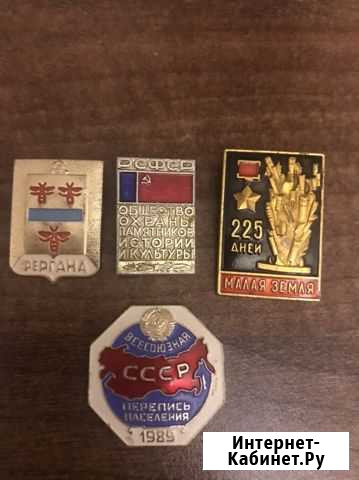 ФЕРГАНА
РСФСР
ОБЩЕСТВО
ОХРАНЫ
ПАМЯТНИКОВ
ИСТОРИИ
И КУЛЬТУРЫ
225
ДНЕЙ
МАЛАЯ ЗЕМЛЯ
ВСЕСОЮЗНАЯ
СССР
ПЕРЕПИСЬ
НАСЕЛЕНИЯ
1989
Интернет-
Кабинет.Ру